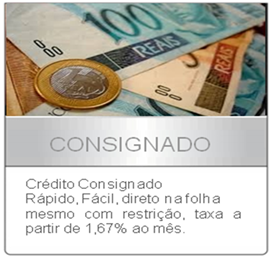 100
REAIS
CONSIGNADO
Crédito Consignado
Rápido, Fácil, direto na folha
mesmo com restrição, taxa a
partir de 1,67% ao mês.